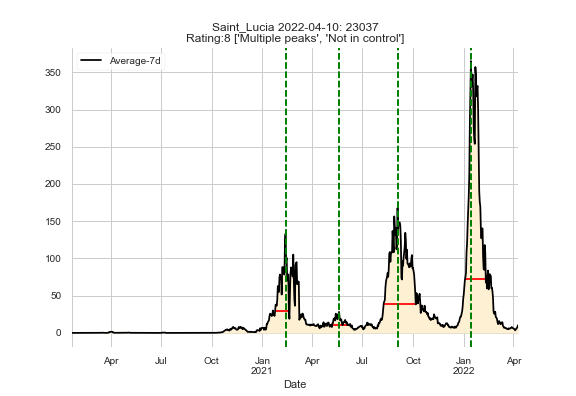 Saint_Lucia 2022-04-10: 23037
Rating:8 ['Multiple peaks', 'Not in control']
Average-7d
350
300
250
200
150
100
50
0
Apr Jul Oct Jan Apr Jul Oct Jan Apr
2021 2022
Date